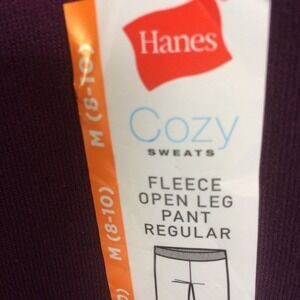 Hanes
Cozy
SWEATS
FLEECE
OPEN LEG
PANT
REGULAR
M (8-10)
M (8-10)